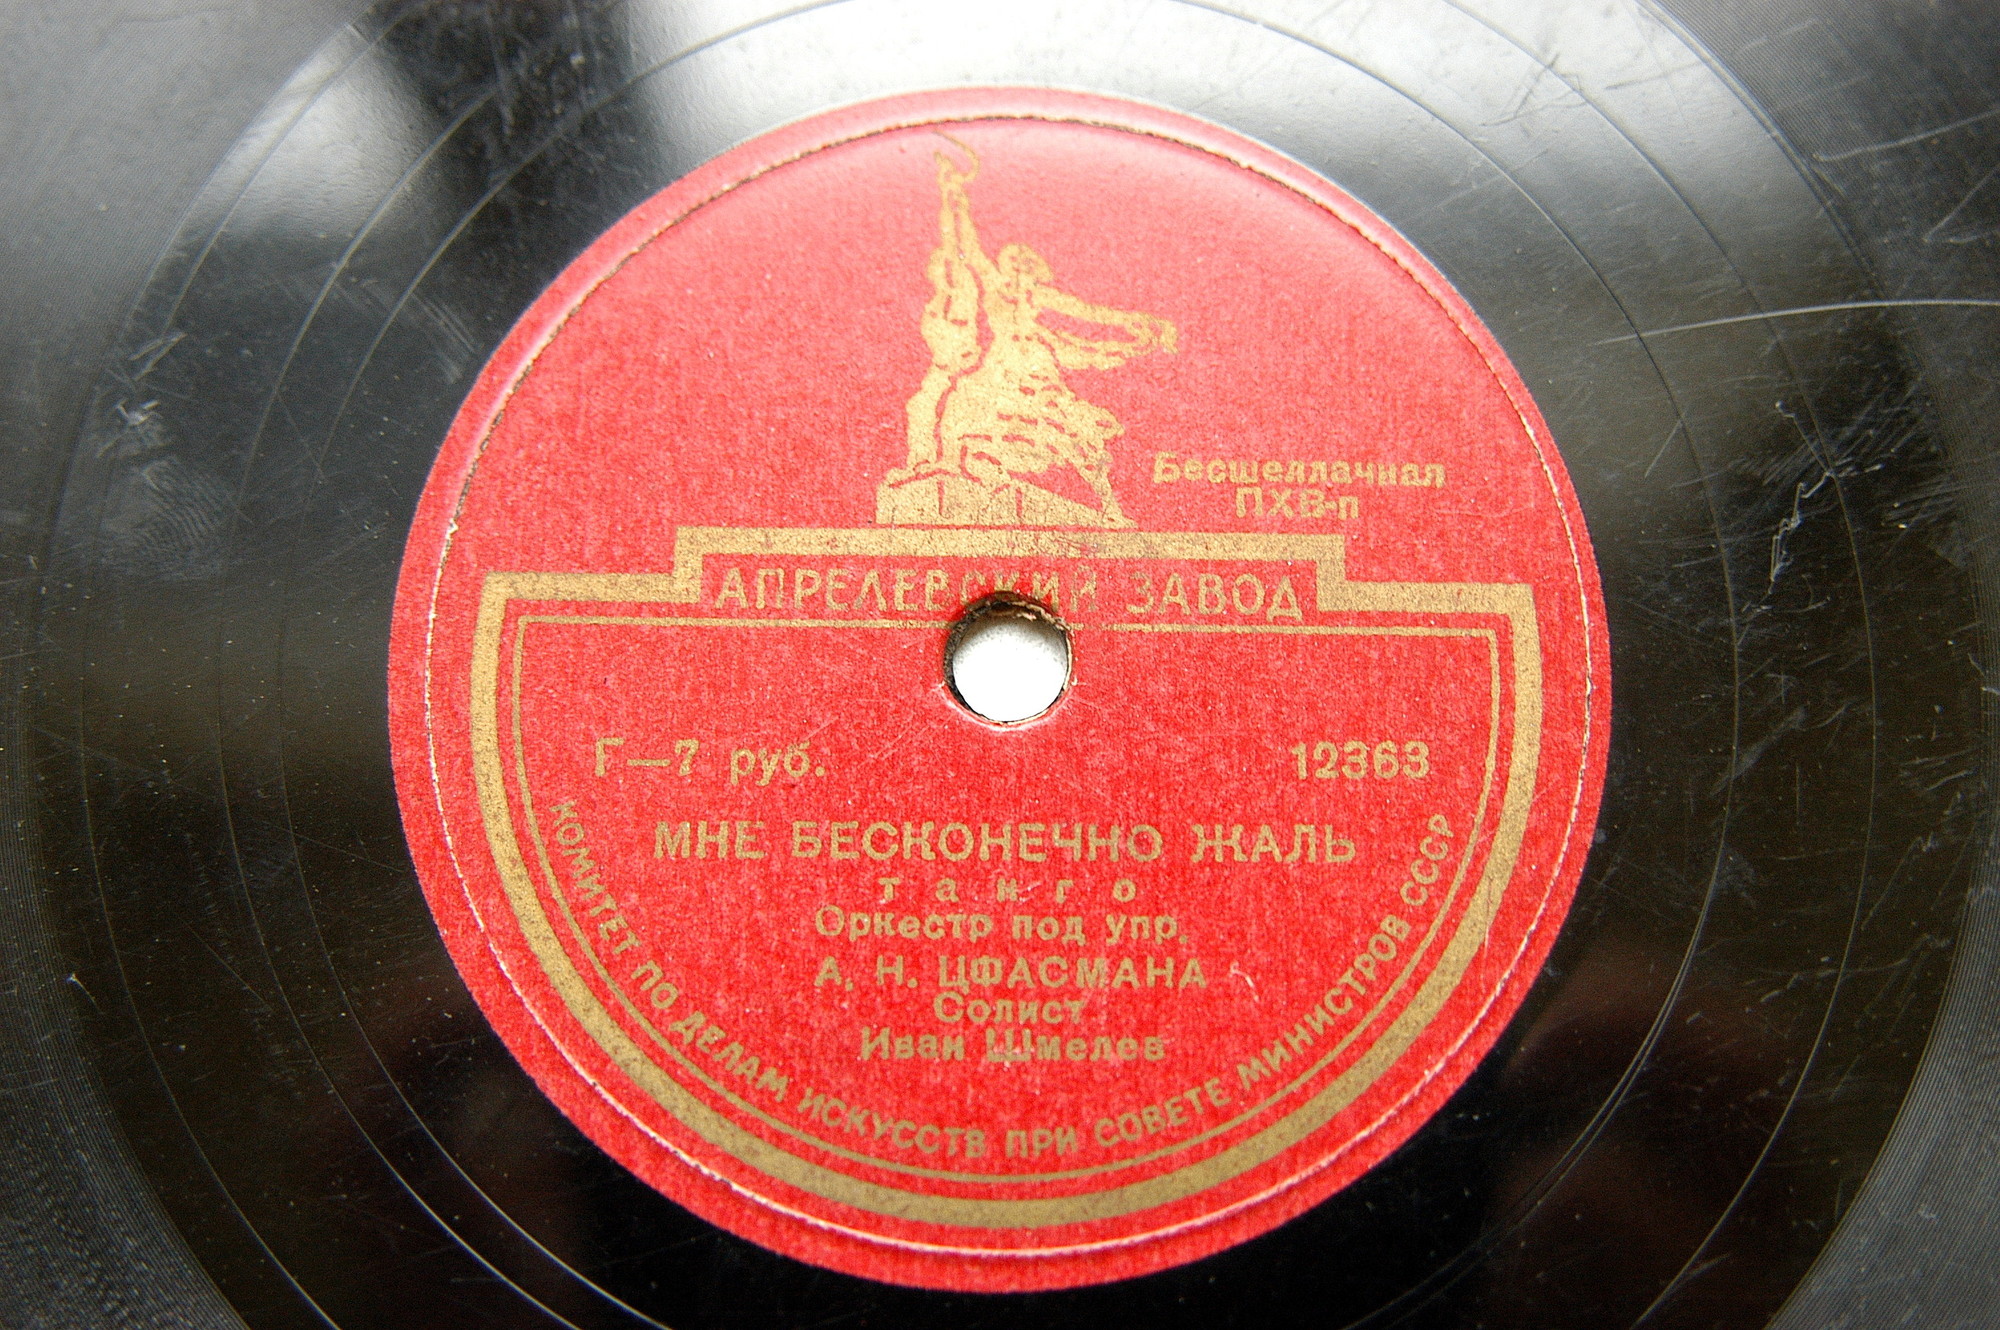 Бесшеллачная
ПХВ-п
АПРЕЛЕВСКИЙ ЗАВОД
Г—7 руб.
12363
МНЕ БЕСКОНЕЧНО ЖАЛЬ
танго
Оркестр под упр.
А. Н. ЦФАСМАНА
Солист
Иван Шмелев
КОМИТЕТ ПО ДЕЛАМ ИСКУССТВ ПРИ СОВЕТЕ МИНИСТРОВ СССР